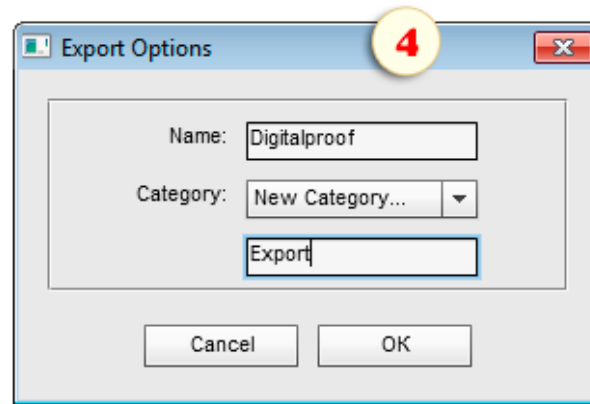 Export Options
4
Name: Digitalproof
Category: New Category...
Export
Cancel OK